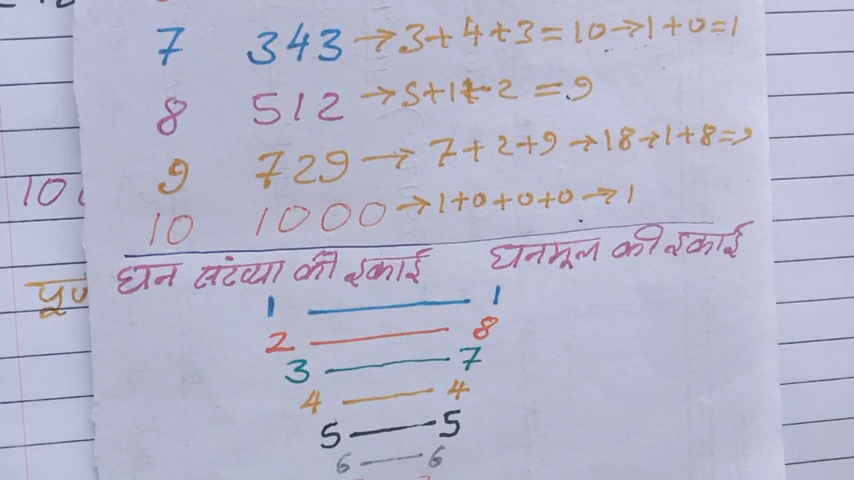 7 343 →3+4+3=10→1+0=1
8 512 →5+1+2 =9
9 729 → 7+2+9 →18→1+8=9
10 1000 →1+0+0+0→1
10
घन संख्या की इकाई घनमूल की इकाई
पूर्ण
1 — 1
2 — 8
3 — 7
4 — 4
5 — 5
6 — 6